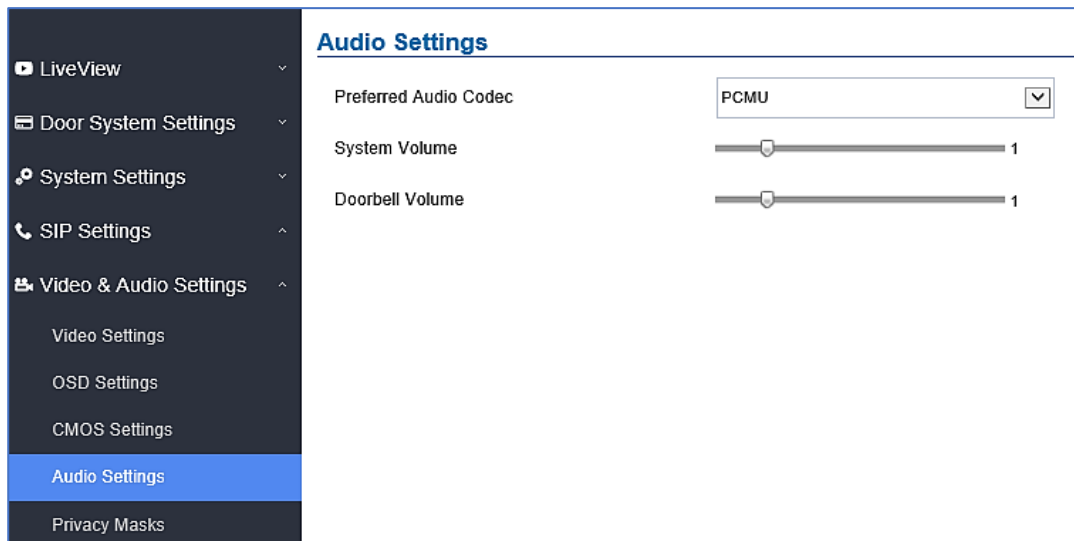 LiveView
Door System Settings
System Settings
SIP Settings
Video & Audio Settings
Video Settings
OSD Settings
CMOS Settings
Audio Settings
Privacy Masks
Audio Settings
Preferred Audio Codec PCMU
System Volume 1
Doorbell Volume 1